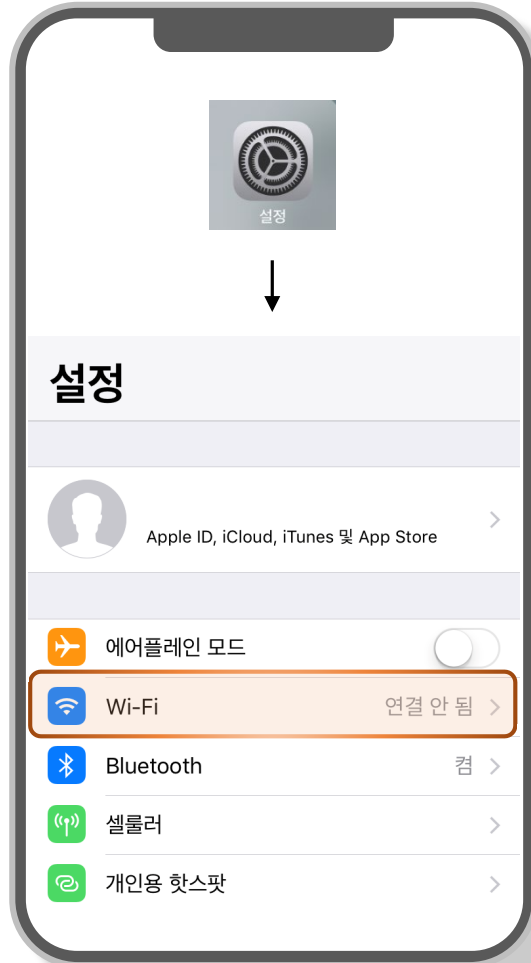 설정
설정
Apple ID, iCloud, iTunes 및 App Store
에어플레인 모드
Wi-Fi 연결 안 됨
Bluetooth 켬
셀룰러
개인용 핫스팟